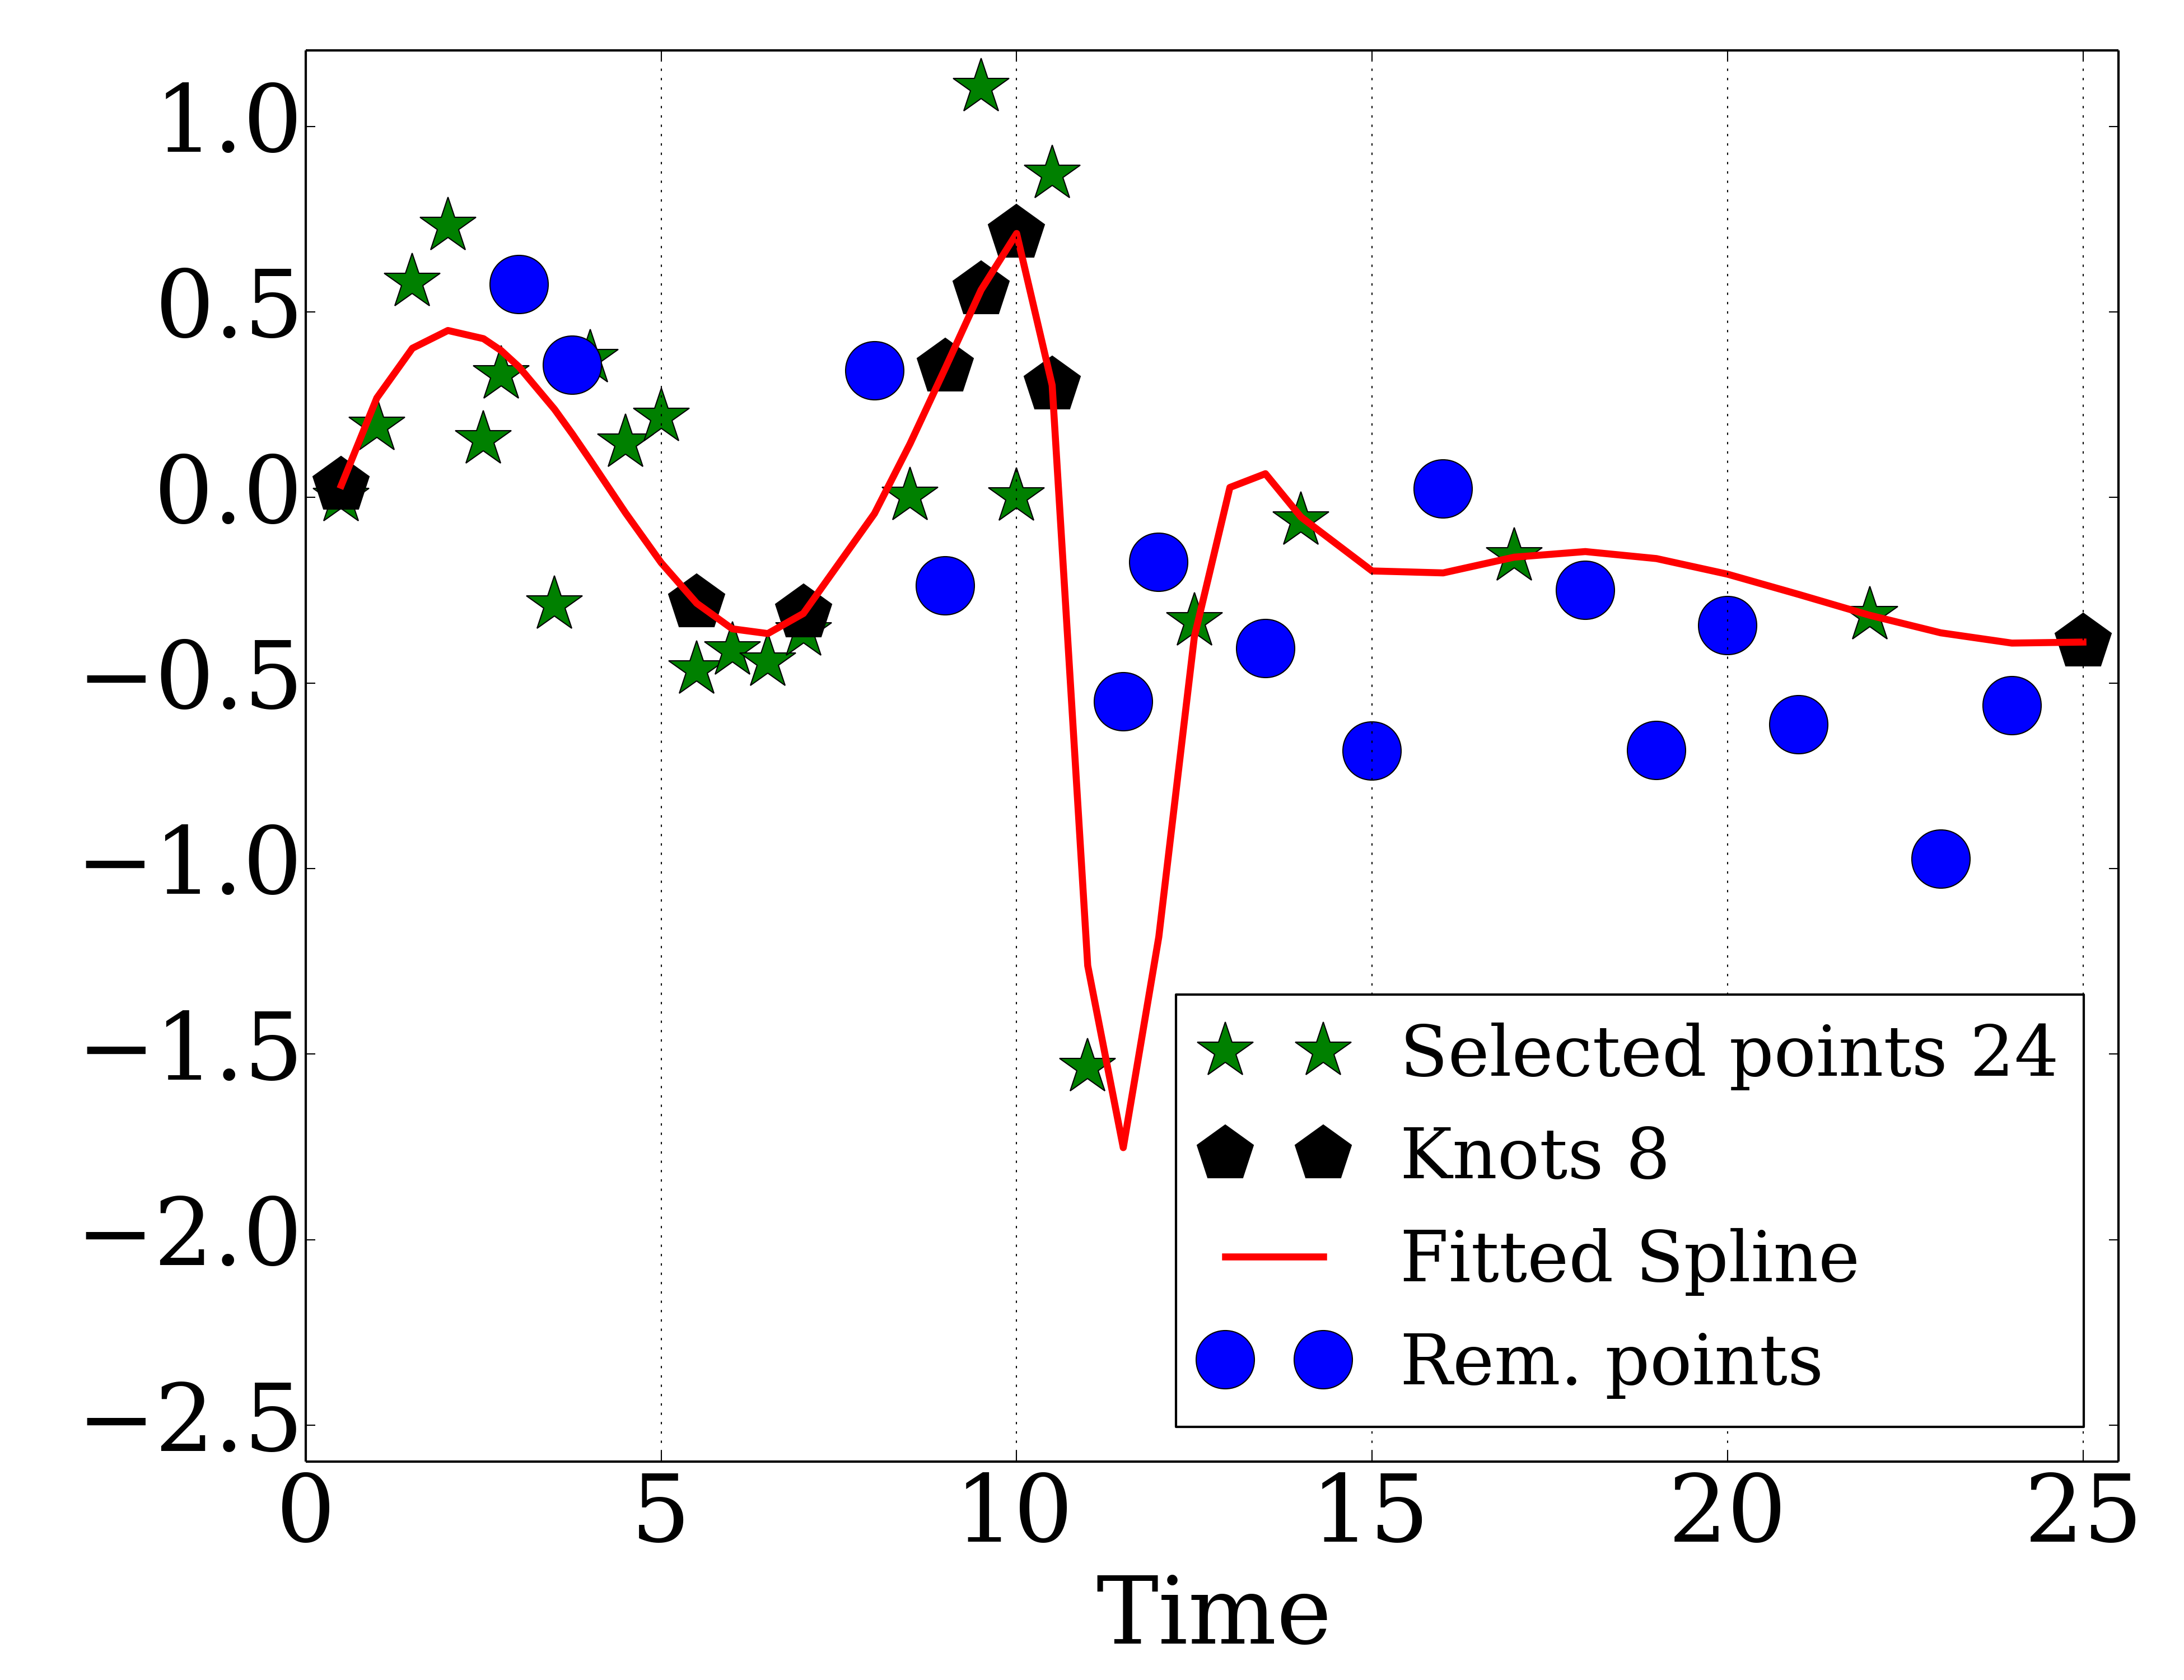 1.0
0.5
0.0
−0.5
−1.0
−1.5
−2.0
−2.5
Selected points 24
Knots 8
Fitted Spline
Rem. points
0 5 10 15 20 25
Time